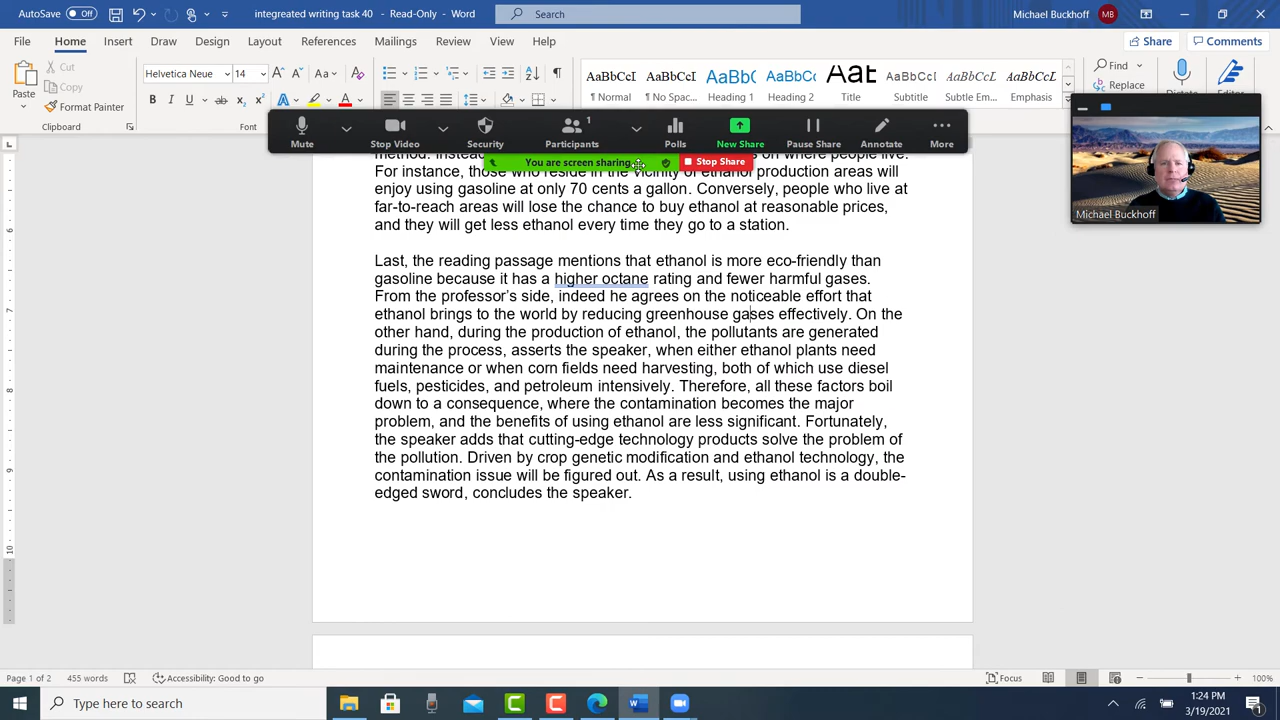 AutoSave Off
integrated writing task 40 - Read-Only - Word
Search
Michael Buckhoff MB
File Home Insert Draw Design Layout References Mailings Review View Help
Share Comments
Paste
Cut
Copy
Format Painter
Clipboard
Helvetica Neue 14
Font
AaBbCcI AaBbCcI AaBbC AaBbCc AaB AaBbCcI AaBbCcI AaBbCcI
¶ Normal ¶ No Spac... Heading 1 Heading 2 Title Subtitle Subtle Em... Emphasis
Find
Replace
Dictate
Editor
Mute Stop Video Security Participants 1 Polls New Share Pause Share Annotate More
You are screen sharing Stop Share
Michael Buckhoff
on where people live.
For instance, those who reside in the vicinity of ethanol production areas will
enjoy using gasoline at only 70 cents a gallon. Conversely, people who live at
far-to-reach areas will lose the chance to buy ethanol at reasonable prices,
and they will get less ethanol every time they go to a station.
Last, the reading passage mentions that ethanol is more eco-friendly than
gasoline because it has a higher octane rating and fewer harmful gases.
From the professor's side, indeed he agrees on the noticeable effort that
ethanol brings to the world by reducing greenhouse gases effectively. On the
other hand, during the production of ethanol, the pollutants are generated
during the process, asserts the speaker, when either ethanol plants need
maintenance or when corn fields need harvesting, both of which use diesel
fuels, pesticides, and petroleum intensively. Therefore, all these factors boil
down to a consequence, where the contamination becomes the major
problem, and the benefits of using ethanol are less significant. Fortunately,
the speaker adds that cutting-edge technology products solve the problem of
the pollution. Driven by crop genetic modification and ethanol technology, the
contamination issue will be figured out. As a result, using ethanol is a double-
edged sword, concludes the speaker.
Page 1 of 2 455 words Accessibility: Good to go
Focus 100%
Type here to search
1:24 PM
3/19/2021